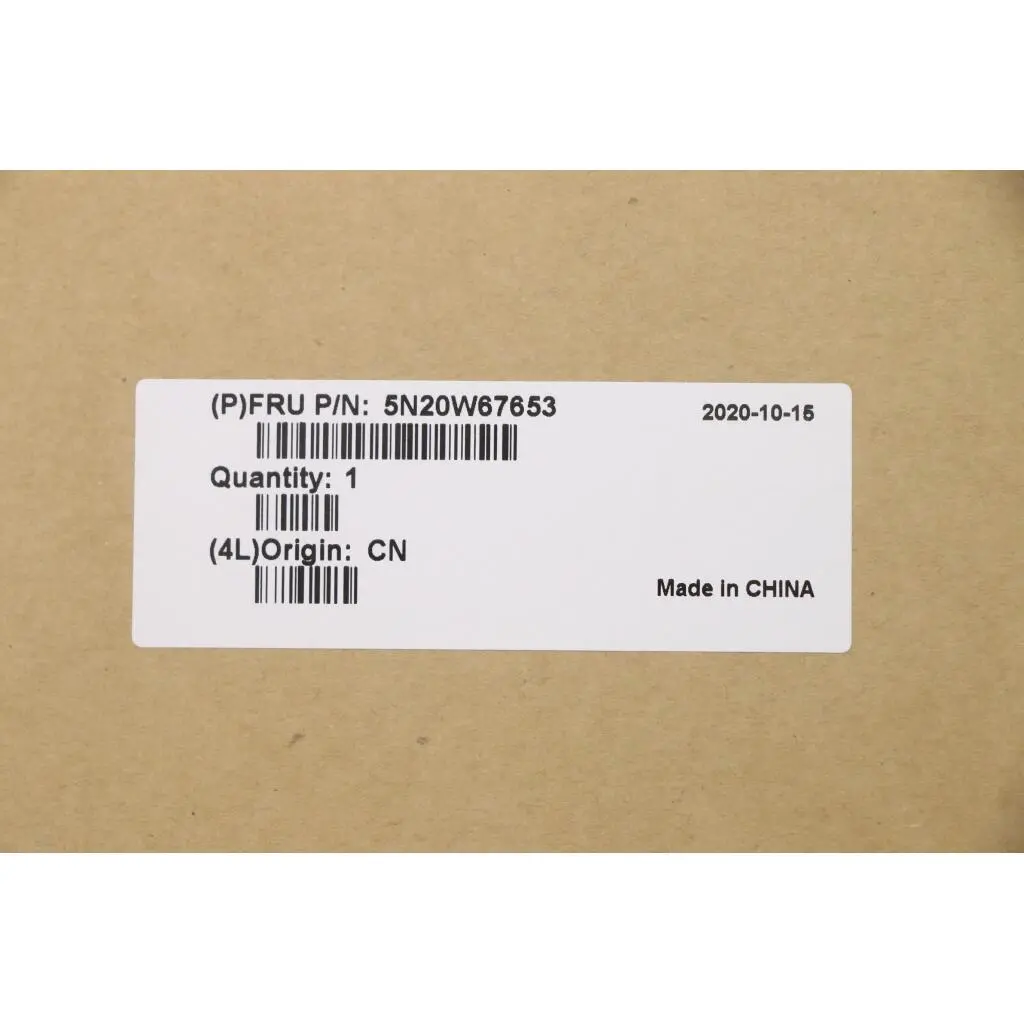 (P)FRU P/N: 5N20W67653
2020-10-15
Quantity: 1
(4L)Origin: CN
Made in CHINA